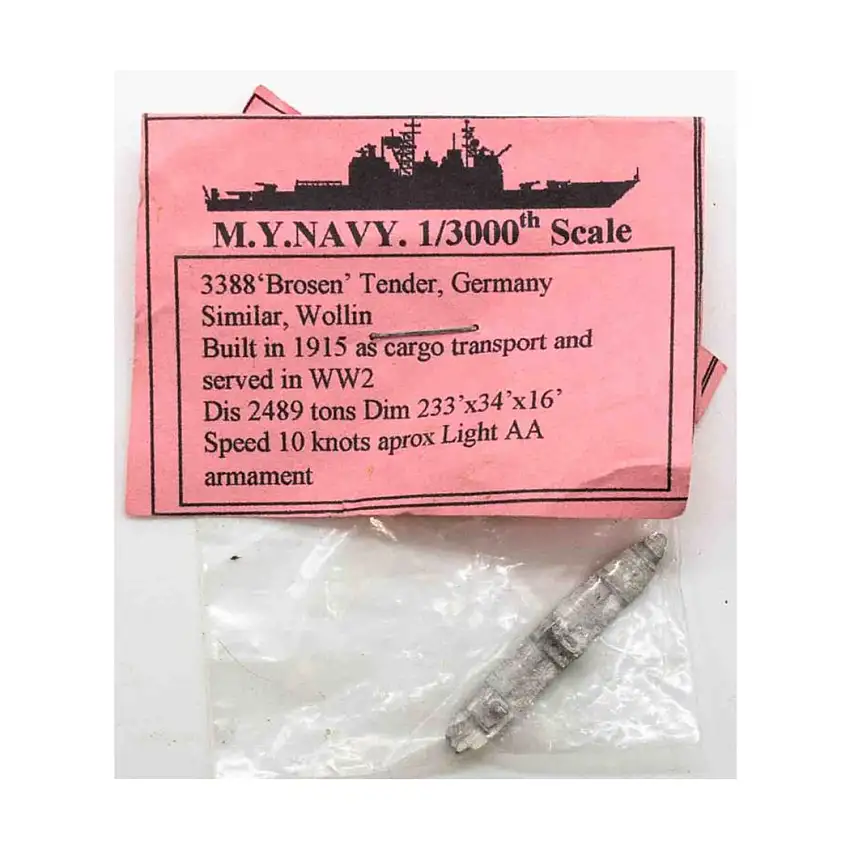 M.Y.NAVY. 1/3000th Scale
3388‘Brosen’ Tender, Germany
Similar, Wollin
Built in 1915 as cargo transport and
served in WW2
Dis 2489 tons Dim 233’x34’x16’
Speed 10 knots aprox Light AA
armament